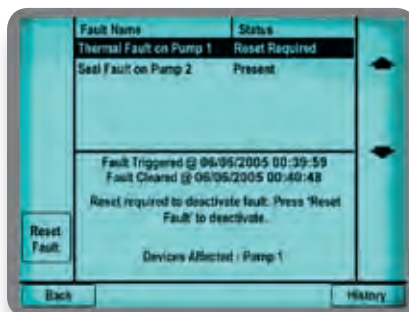 Fault Name Status
Thermal Fault on Pump 1 Reset Required
Seal Fault on Pump 2 Present
Fault Triggered @ 06/06/2005 00:39:59
Fault Cleared @ 06/06/2005 00:40:48
Reset required to deactivate fault. Press 'Reset
Fault' to deactivate.
Reset
Fault
Devices Affected : Pump 1
Back History